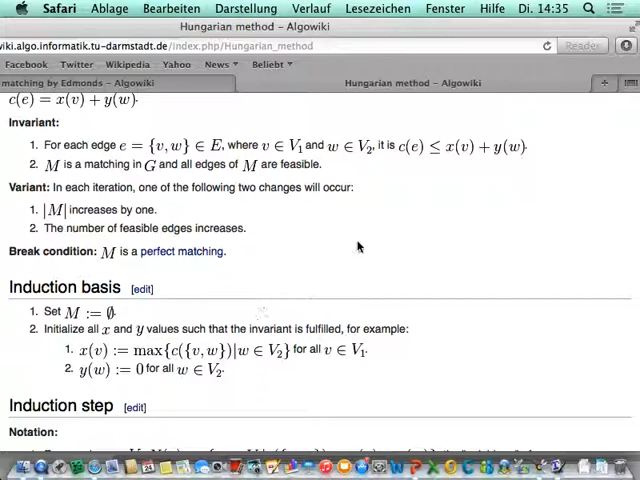 Safari Ablage Bearbeiten Darstellung Verlauf Lesezeichen Fenster Hilfe Di. 14:35
Hungarian method - Algowiki
wiki.algo.informatik.tu-darmstadt.de/index.php/Hungarian_method Reader
Facebook Twitter Wikipedia Yahoo News Beliebt
matching by Edmonds - Algowiki Hungarian method - Algowiki
c(e) = x(v) + y(w).
Invariant:
1. For each edge e = {v, w} ∈ E, where v ∈ V₁ and w ∈ V₂, it is c(e) ≤ x(v) + y(w).
2. M is a matching in G and all edges of M are feasible.
Variant: In each iteration, one of the following two changes will occur:
1. |M| increases by one.
2. The number of feasible edges increases.
Break condition: M is a perfect matching.
Induction basis [edit]
1. Set M := ∅.
2. Initialize all x and y values such that the invariant is fulfilled, for example:
1. x(v) := max{c({v, w})|w ∈ V₂} for all v ∈ V₁.
2. y(w) := 0 for all w ∈ V₂.
Induction step [edit]
Notation: